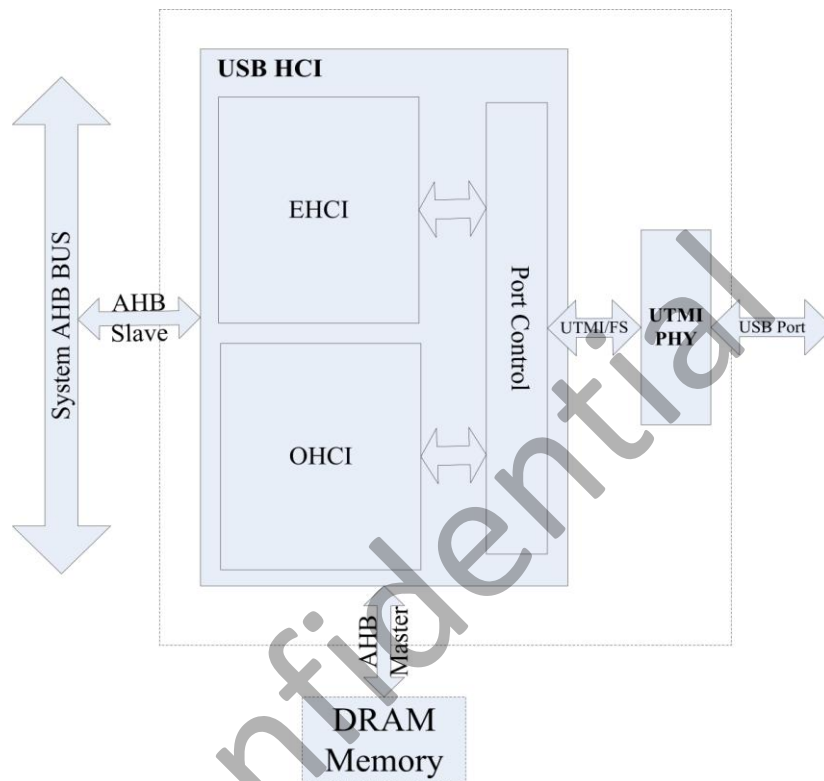 USB HCI
EHCI
System AHB BUS
AHB
Slave
Port Control
UTMI/FS
UTMI
PHY
USB Port
OHCI
AHB
Master
DRAM
Memory
nfidential